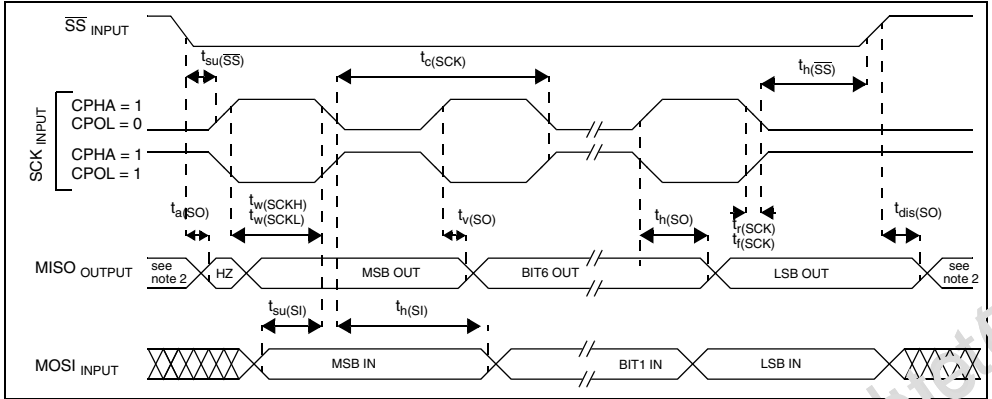 SS INPUT
tsu(SS)
tc(SCK)
th(SS)
SCK INPUT
CPHA = 1
CPOL = 0
CPHA = 1
CPOL = 1
ta(SO)
tw(SCKH)
tw(SCKL)
tv(SO)
th(SO)
tr(SCK)
tf(SCK)
tdis(SO)
MISO OUTPUT
see note 2
HZ
MSB OUT
BIT6 OUT
LSB OUT
see note 2
tsu(SI)
th(SI)
MOSI INPUT
MSB IN
BIT1 IN
LSB IN